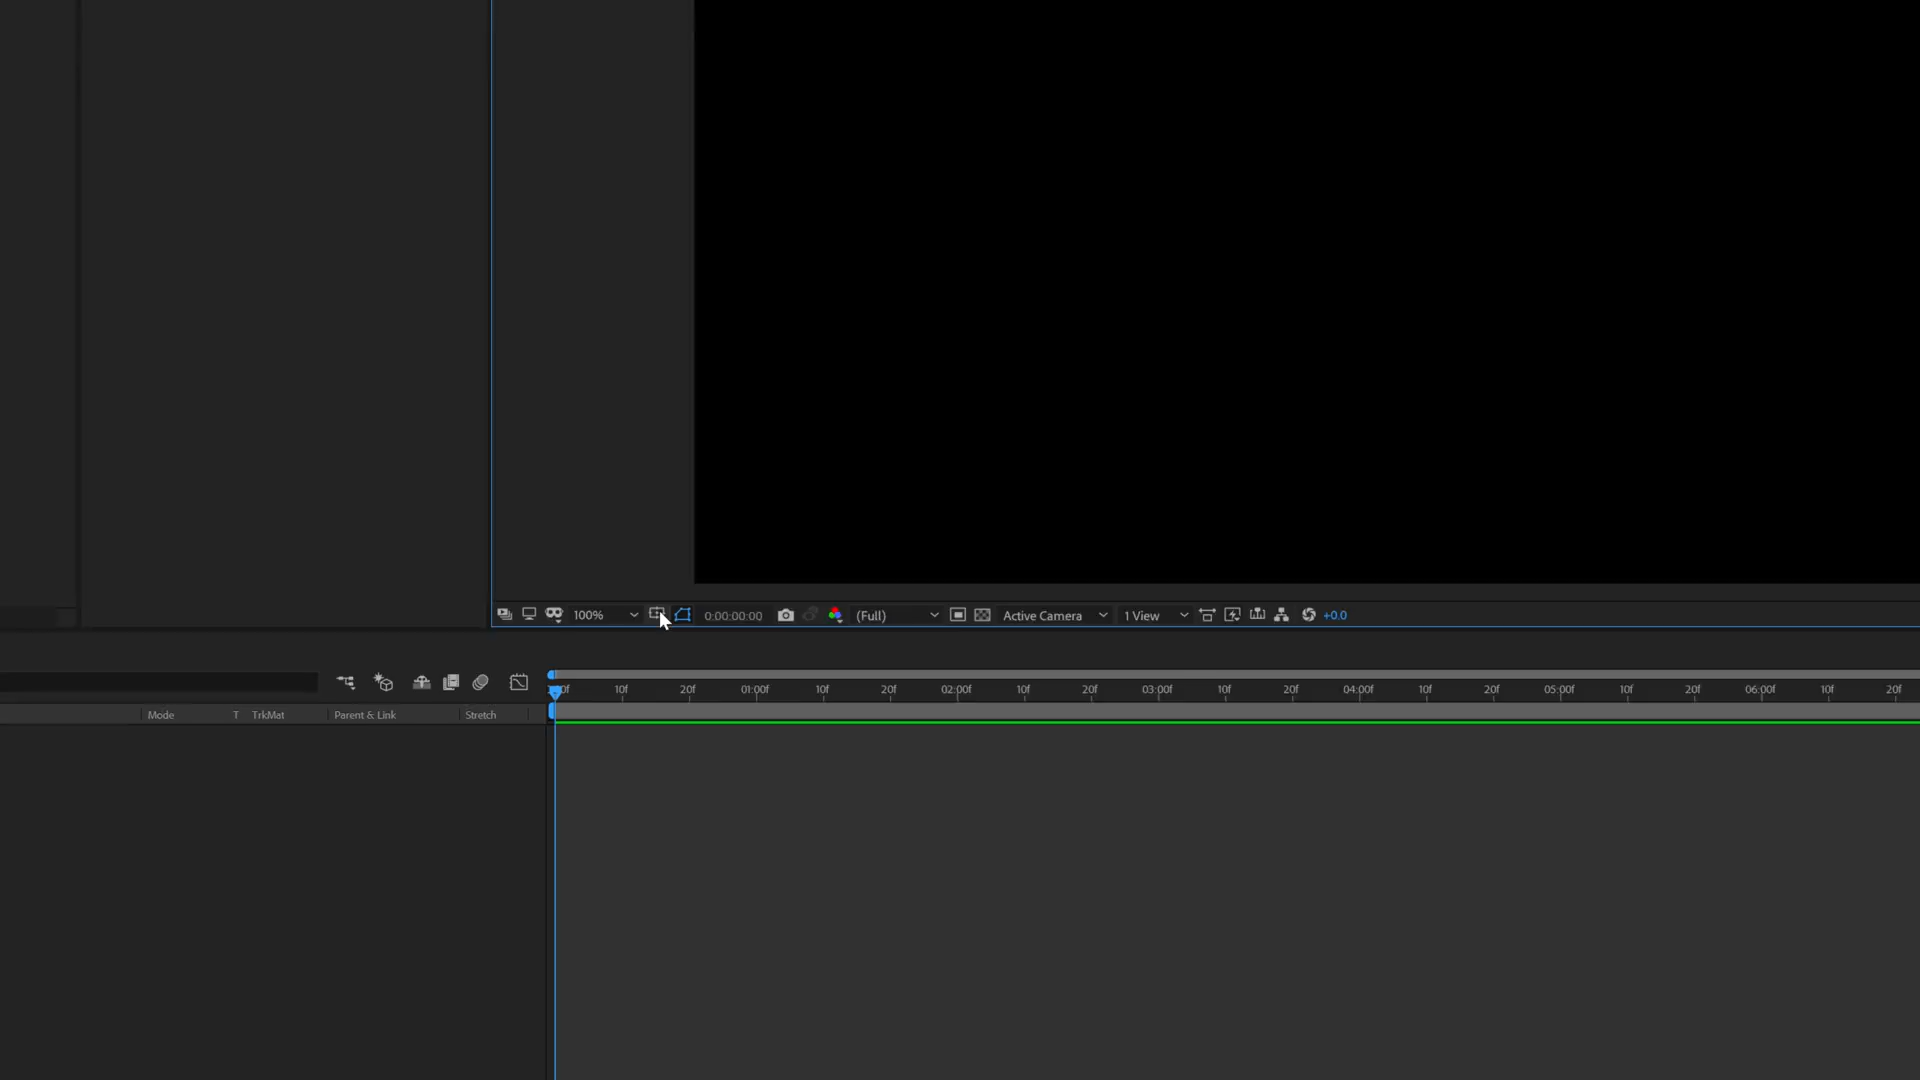 100% 0:00:00:00 (Full) Active Camera 1 View +0.0
10f 20f 01:00f 10f 20f 02:00f 10f 20f 03:00f 10f 20f 04:00f 10f 20f 05:00f 10f 20f 06:00f 10f 20f
Mode T TrkMat Parent & Link Stretch